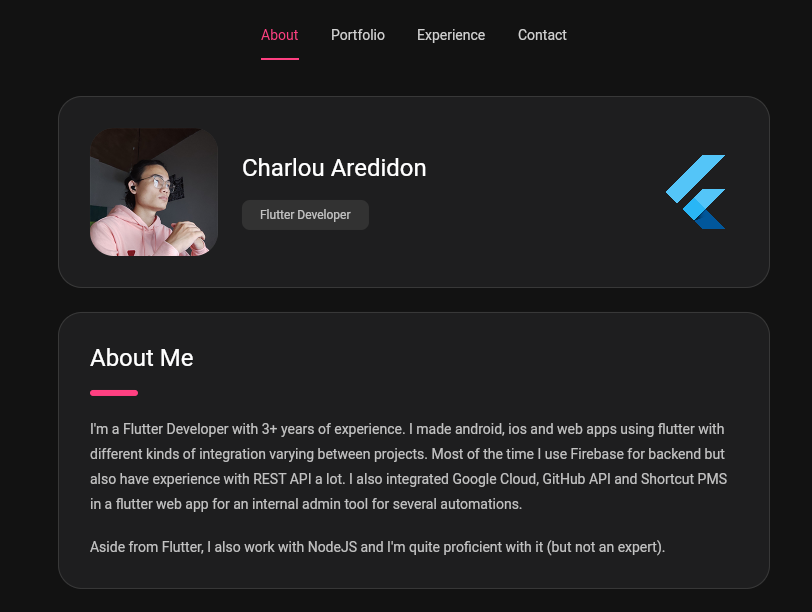 About Portfolio Experience Contact
Charlou Aredidon
Flutter Developer
About Me
I'm a Flutter Developer with 3+ years of experience. I made android, ios and web apps using flutter with
different kinds of integration varying between projects. Most of the time I use Firebase for backend but
also have experience with REST API a lot. I also integrated Google Cloud, GitHub API and Shortcut PMS
in a flutter web app for an internal admin tool for several automations.
Aside from Flutter, I also work with NodeJS and I'm quite proficient with it (but not an expert).